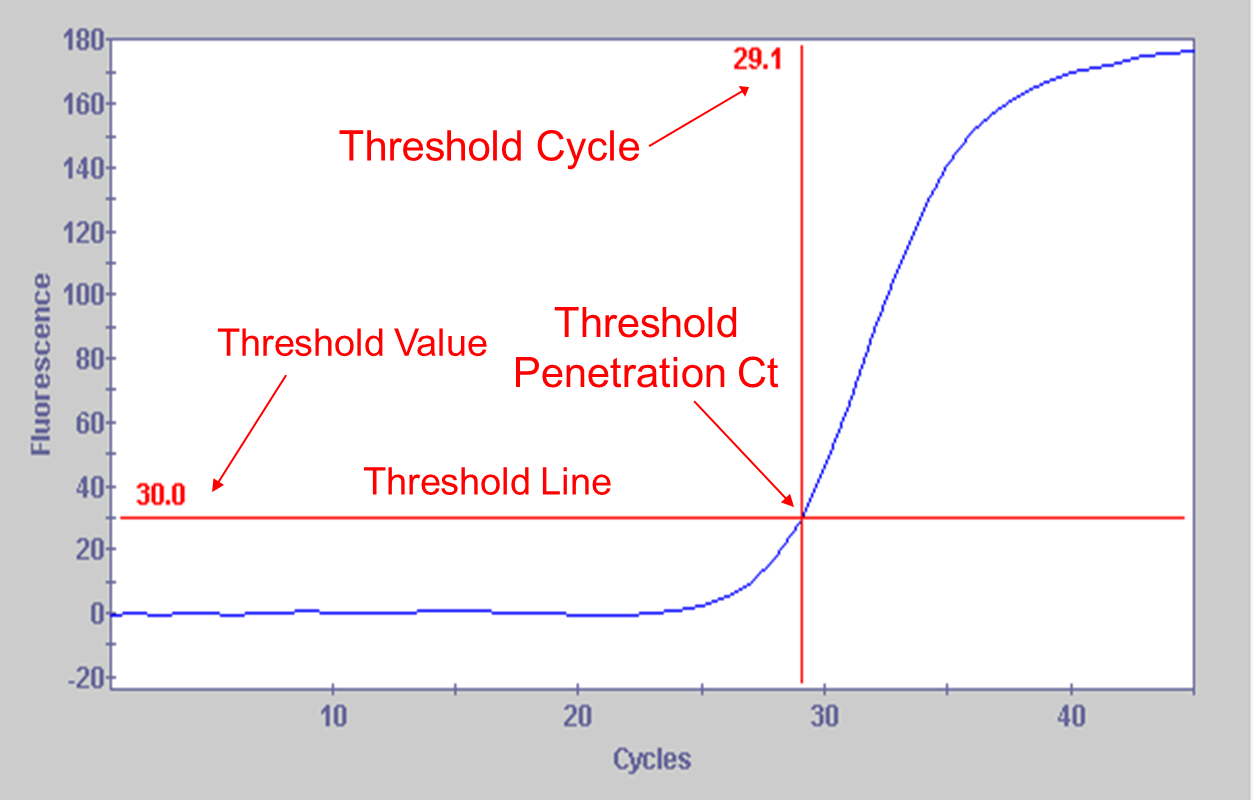 180
29.1
160
Threshold Cycle
140
120
100
Threshold
Threshold Value
80
Penetration Ct
60
40
30.0
Threshold Line
20
0
-20
Fluorescence
10 20 30 40
Cycles